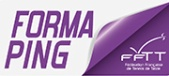 FORMA
PING
FFTT
Fédération Française
de Tennis de Table